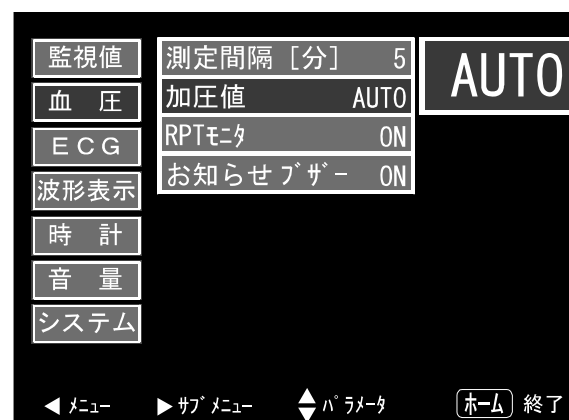 監視値
血 圧
ECG
波形表示
時 計
音 量
システム
測定間隔［分］ 5
加圧値 AUTO
RPTモニタ ON
お知らせブザー ON
AUTO
◀ メニュー ▶ サブメニュー ◆パラメータ ホーム 終了